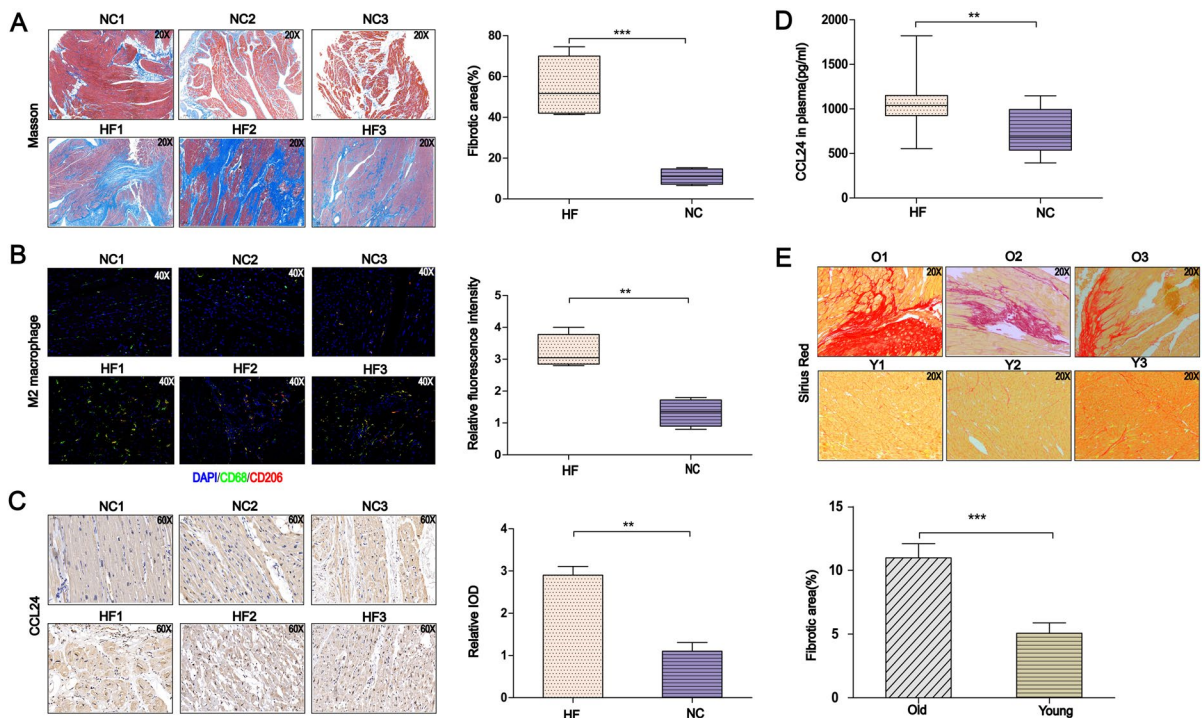 A
NC1 NC2 NC3
20X 20X 20X
Masson
HF1 HF2 HF3
20X 20X 20X
Fibrotic area(%)
80
60
40
20
0
***
HF NC
B
NC1 NC2 NC3
40X 40X 40X
M2 macrophage
HF1 HF2 HF3
40X 40X 40X
DAPI/CD68/CD206
Relative fluorescence intensity
5
4
3
2
1
0
**
HF NC
C
NC1 NC2 NC3
60X 60X 60X
CCL24
HF1 HF2 HF3
60X 60X 60X
Relative IOD
4
3
2
1
0
**
HF NC
D
CCL24 in plasma(pg/ml)
2000
1500
1000
500
0
**
HF NC
E
O1 O2 O3
20X 20X 20X
Sirius Red
Y1 Y2 Y3
20X 20X 20X
Fibrotic area(%)
15
10
5
0
***
Old Young